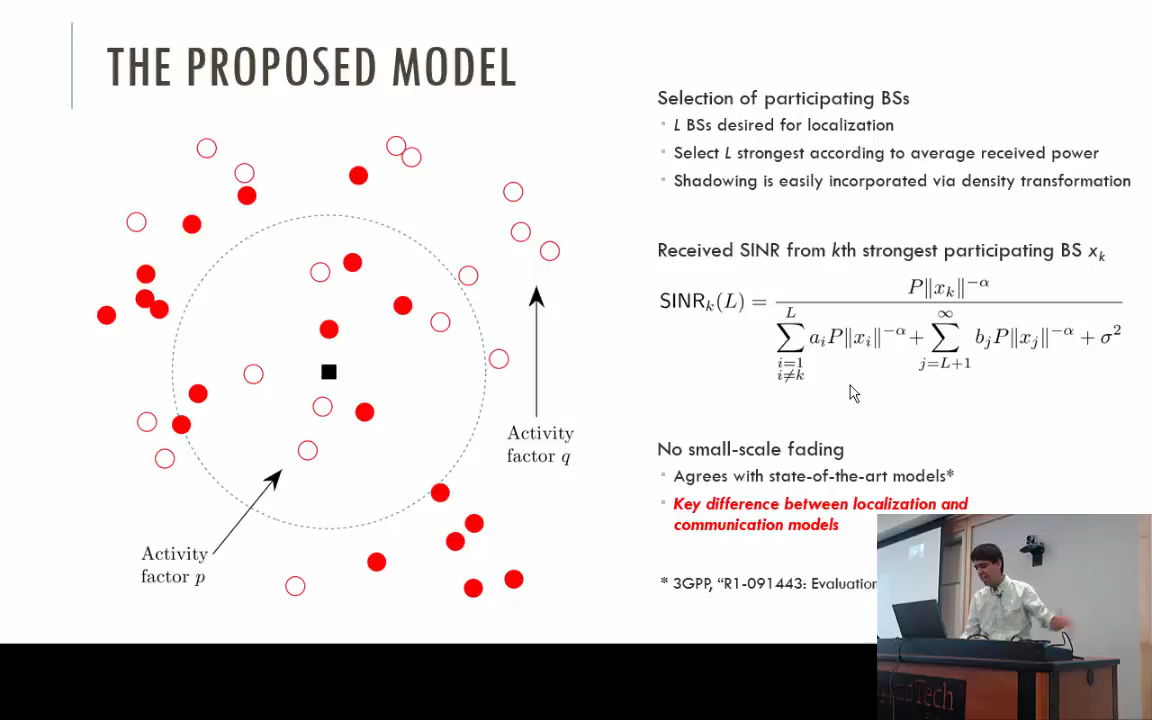 THE PROPOSED MODEL
Selection of participating BSs
L BSs desired for localization
Select L strongest according to average received power
Shadowing is easily incorporated via density transformation
Received SINR from kth strongest participating BS x_k
SINR_k(L) = P‖x_k‖^{-α} / (∑_{i=1, i≠k}^{L} a_i P‖x_i‖^{-α} + ∑_{j=L+1}^{∞} b_j P‖x_j‖^{-α} + σ^2)
Activity
factor q
No small-scale fading
Agrees with state-of-the-art models*
Key difference between localization and
communication models
Activity
factor p
* 3GPP, “R1-091443: Evaluation
Tech